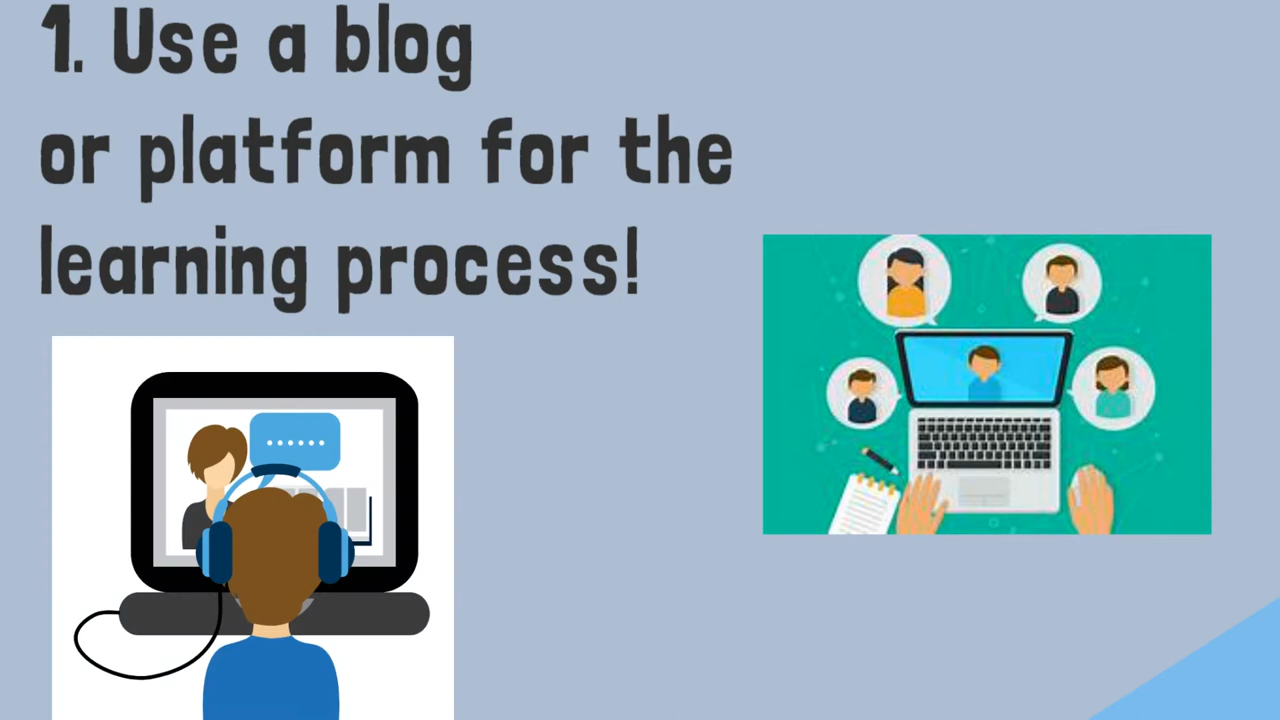 1. Use a blog
or platform for the
learning process!